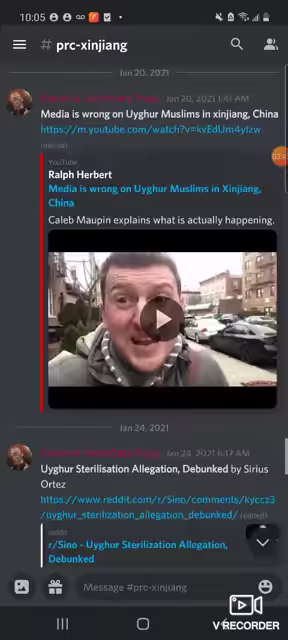 10:05
# prc-xinjiang
Jan 20, 2021
Jan 20, 2021 1:41 AM
Media is wrong on Uyghur Muslims in xinjiang, China
https://m.youtube.com/watch?v=kvEdUm4yIzw
(edited)
YouTube
Ralph Herbert
Media is wrong on Uyghur Muslims in Xinjiang,
China
Caleb Maupin explains what is actually happening.
Jan 24, 2021
Jan 24, 2021 6:17 AM
Uyghur Sterilisation Allegation, Debunked by Sirius
Ortez
https://www.reddit.com/r/Sino/comments/kyccz3
/uyghur_sterilization_allegation_debunked/ (edited)
reddit
r/Sino - Uyghur Sterilization Allegation,
Debunked
Message #prc-xinjiang
V RECORDER